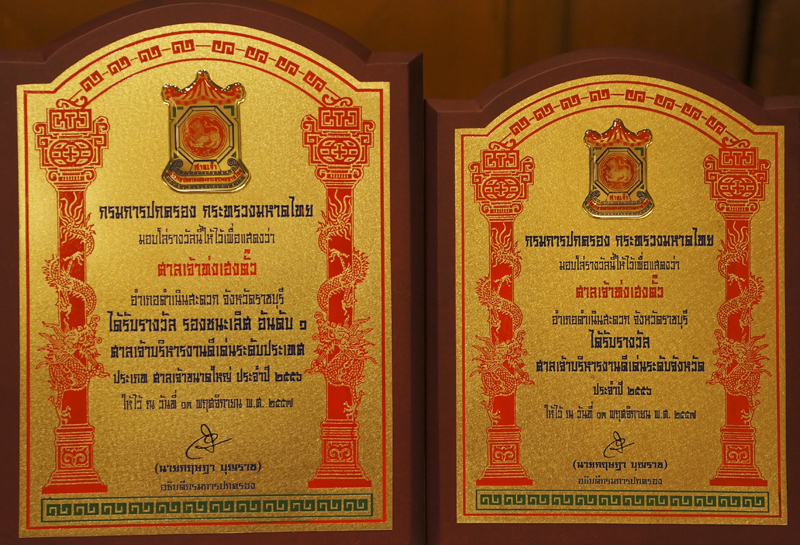 กรมการปกครอง กระทรวงมหาดไทย
มอบโล่รางวัลนี้ให้ไว้เพื่อแสดงว่า
ศาลเจ้าท่งเฮงตั๊ว
อำเภอดำเนินสะดวก จังหวัดราชบุรี
ได้รับรางวัล รองชนะเลิศ อันดับ ๑
ศาลเจ้าบริหารงานดีเด่นระดับประเทศ
ประเภท ศาลเจ้าขนาดใหญ่ ประจำปี ๒๕๕๖
ให้ไว้ ณ วันที่ ๑๓ พฤศจิกายน พ.ศ. ๒๕๕๗
(นายกฤษฎา บุญราช)
อธิบดีกรมการปกครอง
กรมการปกครอง กระทรวงมหาดไทย
มอบโล่รางวัลนี้ให้ไว้เพื่อแสดงว่า
ศาลเจ้าท่งเฮงตั๊ว
อำเภอดำเนินสะดวก จังหวัดราชบุรี
ได้รับรางวัล
ศาลเจ้าบริหารงานดีเด่นระดับจังหวัด
ประจำปี ๒๕๕๖
ให้ไว้ ณ วันที่ ๑๓ พฤศจิกายน พ.ศ. ๒๕๕๗
(นายกฤษฎา บุญราช)
อธิบดีกรมการปกครอง